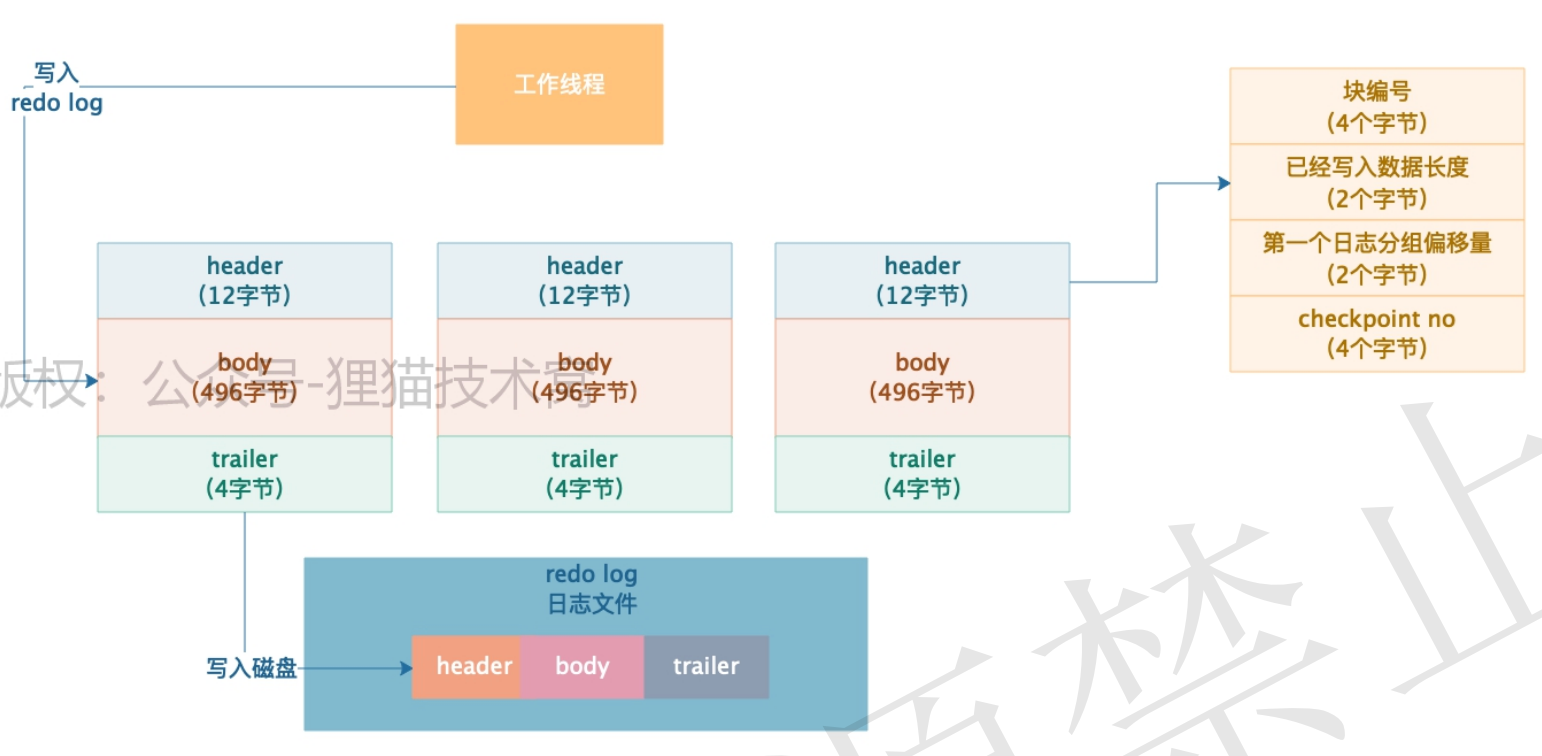 工作线程
写入
redo log
块编号
(4个字节)
已经写入数据长度
(2个字节)
第一个日志分组偏移量
(2个字节)
checkpoint no
(4个字节)
header
(12字节)
body
(496字节)
trailer
(4字节)
header
(12字节)
body
(496字节)
trailer
(4字节)
header
(12字节)
body
(496字节)
trailer
(4字节)
版权：公众号-狸猫技术窝
redo log
日志文件
写入磁盘
header
body
trailer
禁止